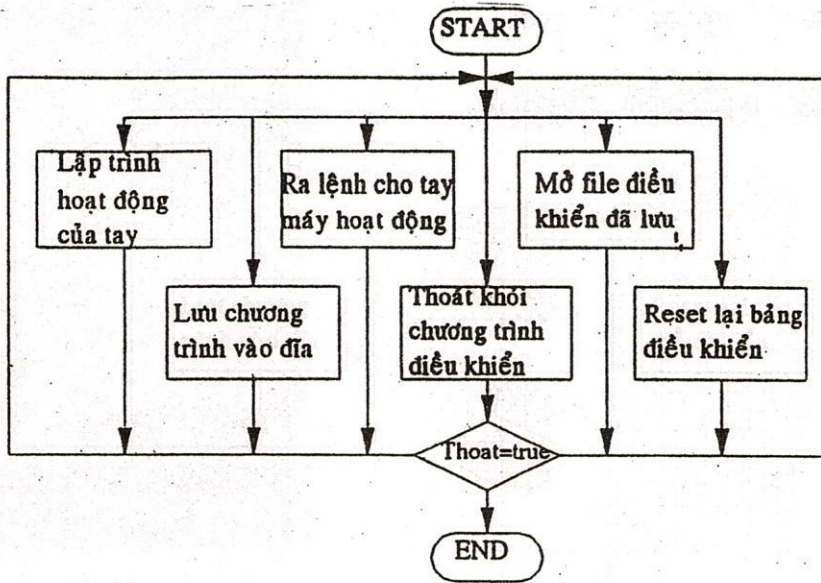 START
Lập trình
hoạt động
của tay
Ra lệnh cho tay
máy hoạt động
Mở file điều
khiển đã lưu
Lưu chương
trình vào đĩa
Thoát khỏi
chương trình
điều khiển
Reset lại bảng
điều khiển
Thoat=true
END